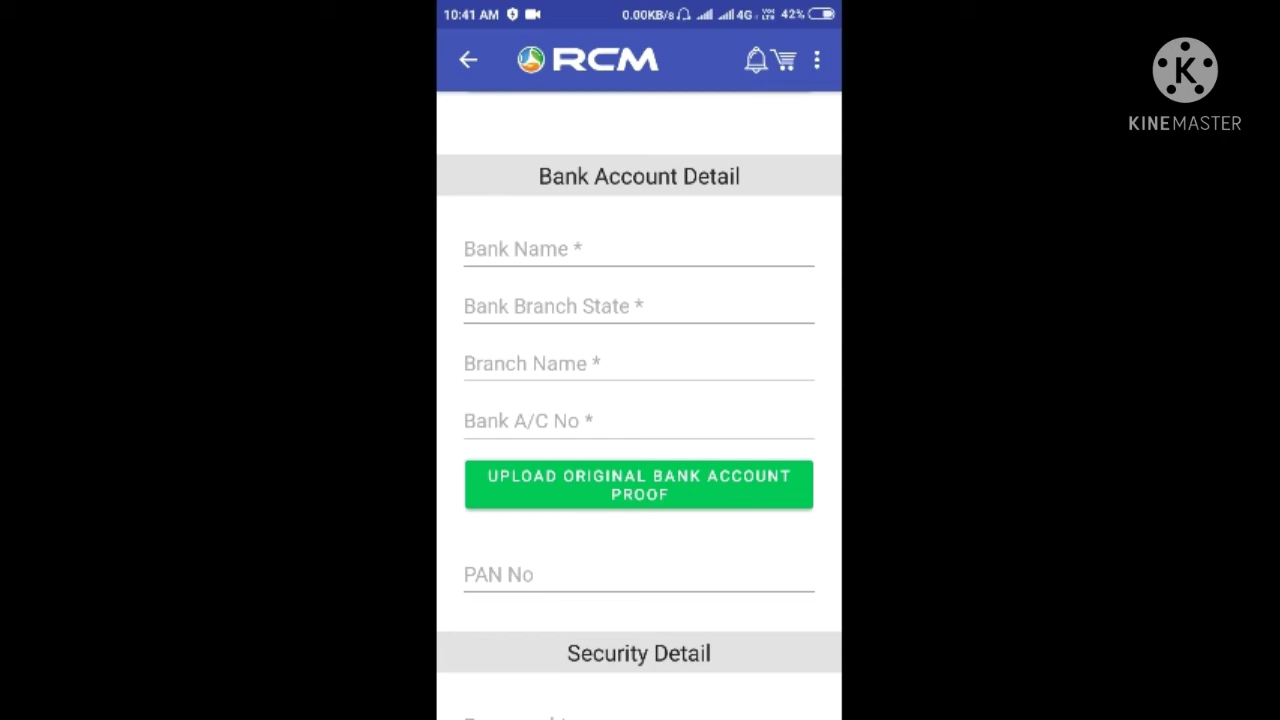 10:41 AM 0.00KB/s 4G 42%
RCM
K
KINEMASTER
Bank Account Detail
Bank Name *
Bank Branch State *
Branch Name *
Bank A/C No *
UPLOAD ORIGINAL BANK ACCOUNT
PROOF
PAN No
Security Detail